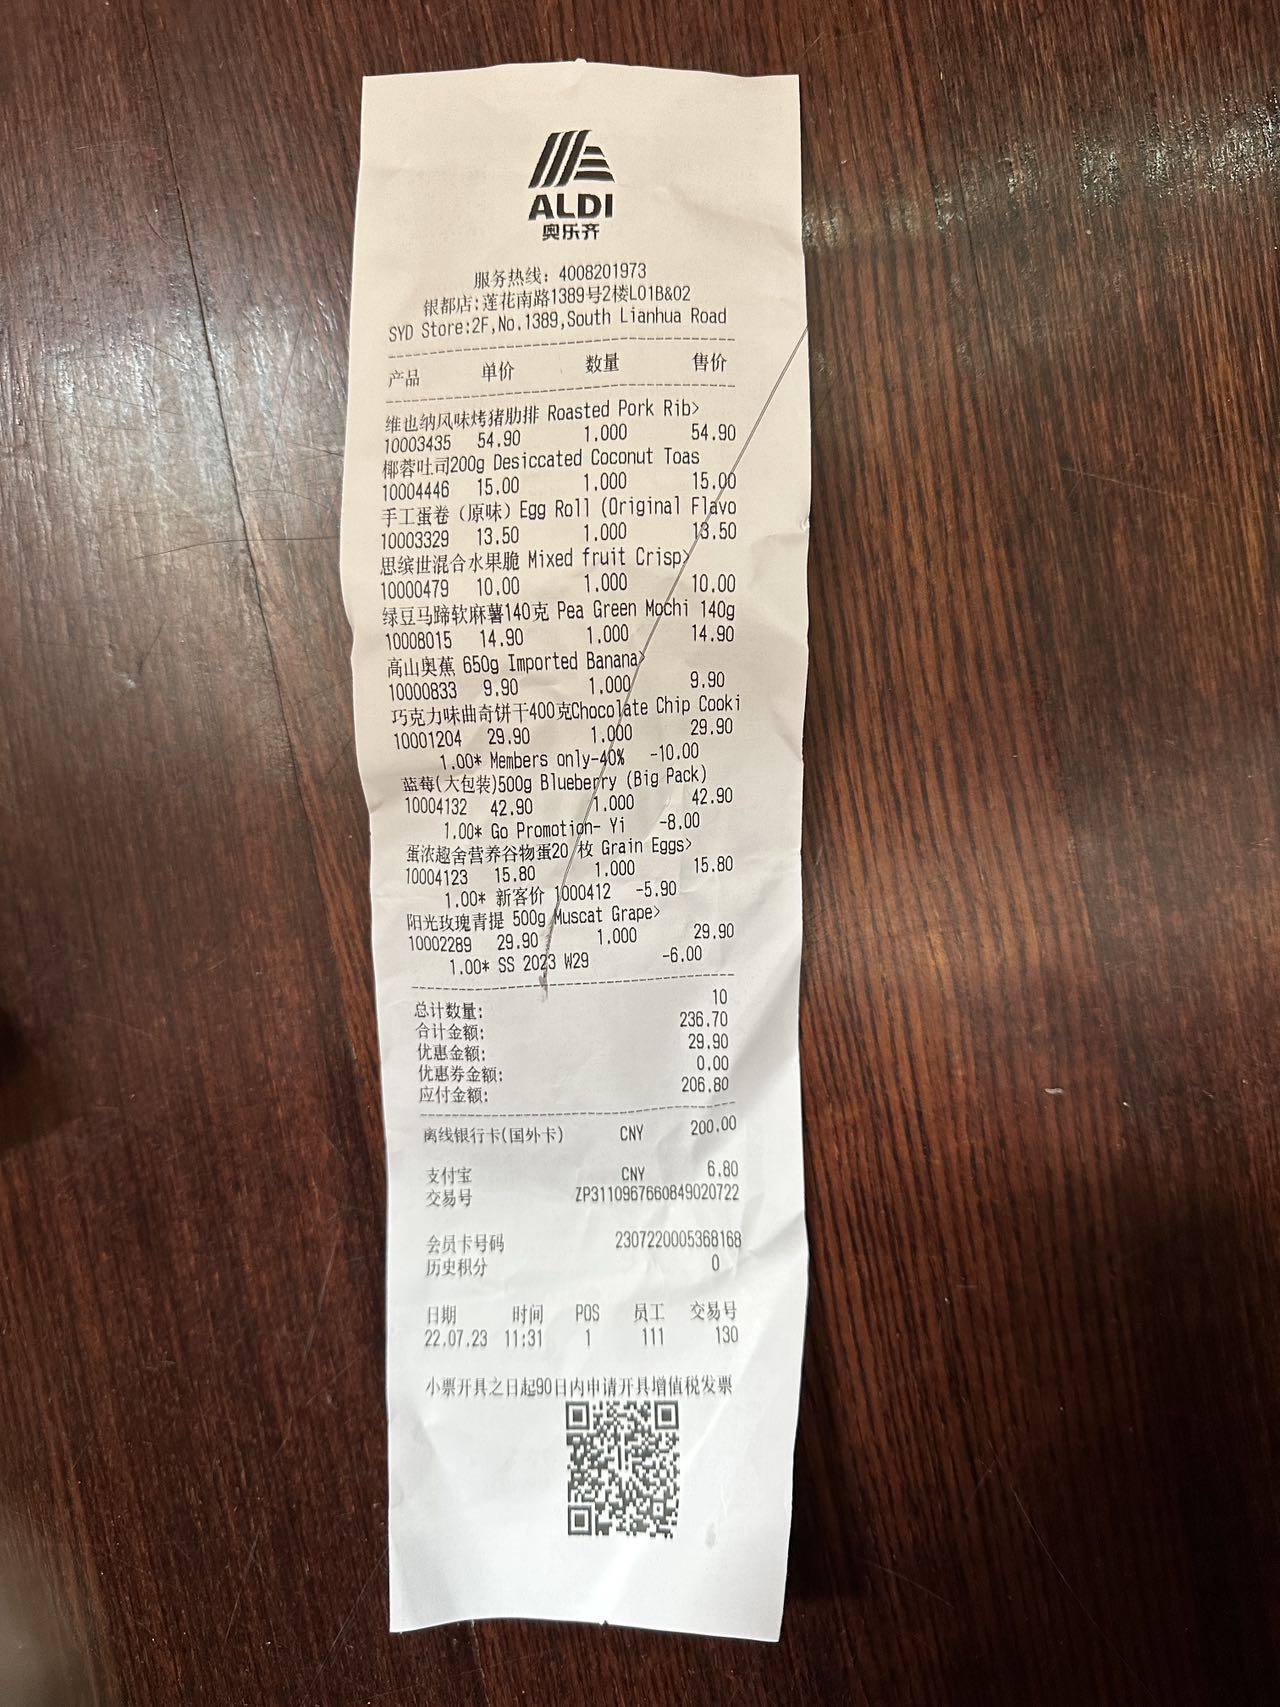 ALDI
奥乐齐
服务热线: 4008201973
银都店:莲花南路1389号2楼L01B&02
SYD Store:2F,No.1389,South Lianhua Road
产品 单价 数量 售价
维也纳风味烤猪肋排 Roasted Pork Rib>
10003435 54.90 1.000 54.90
椰蓉吐司200g Desiccated Coconut Toas
10004446 15.00 1.000 15.00
手工蛋卷（原味）Egg Roll (Original Flavo
10003329 13.50 1.000 13.50
思缤世混合水果脆 Mixed fruit Crisp>
10000479 10.00 1.000 10.00
绿豆马蹄软麻薯140克 Pea Green Mochi 140g
10008015 14.90 1.000 14.90
高山奥蕉 650g Imported Banana>
10000833 9.90 1.000 9.90
巧克力味曲奇饼干400克Chocolate Chip Cooki
10001204 29.90 1.000 29.90
1.00* Members only-40% -10.00
蓝莓(大包装)500g Blueberry (Big Pack)
10004132 42.90 1.000 42.90
1.00* Go Promotion- Yi -8.00
蛋浓趣舍营养谷物蛋20 枚 Grain Eggs>
10004123 15.80 1.000 15.80
1.00* 新客价 1000412 -5.90
阳光玫瑰青提 500g Muscat Grape>
10002289 29.90 1.000 29.90
1.00* SS 2023 W29 -6.00
总计数量: 10
合计金额: 236.70
优惠金额: 29.90
优惠券金额: 0.00
应付金额: 206.80
离线银行卡(国外卡) CNY 200.00
支付宝 CNY 6.80
交易号 ZP3110967660849020722
会员卡号码 2307220005368168
历史积分 0
日期 时间 POS 员工 交易号
22.07.23 11:31 1 111 130
小票开具之日起90日内申请开具增值税发票